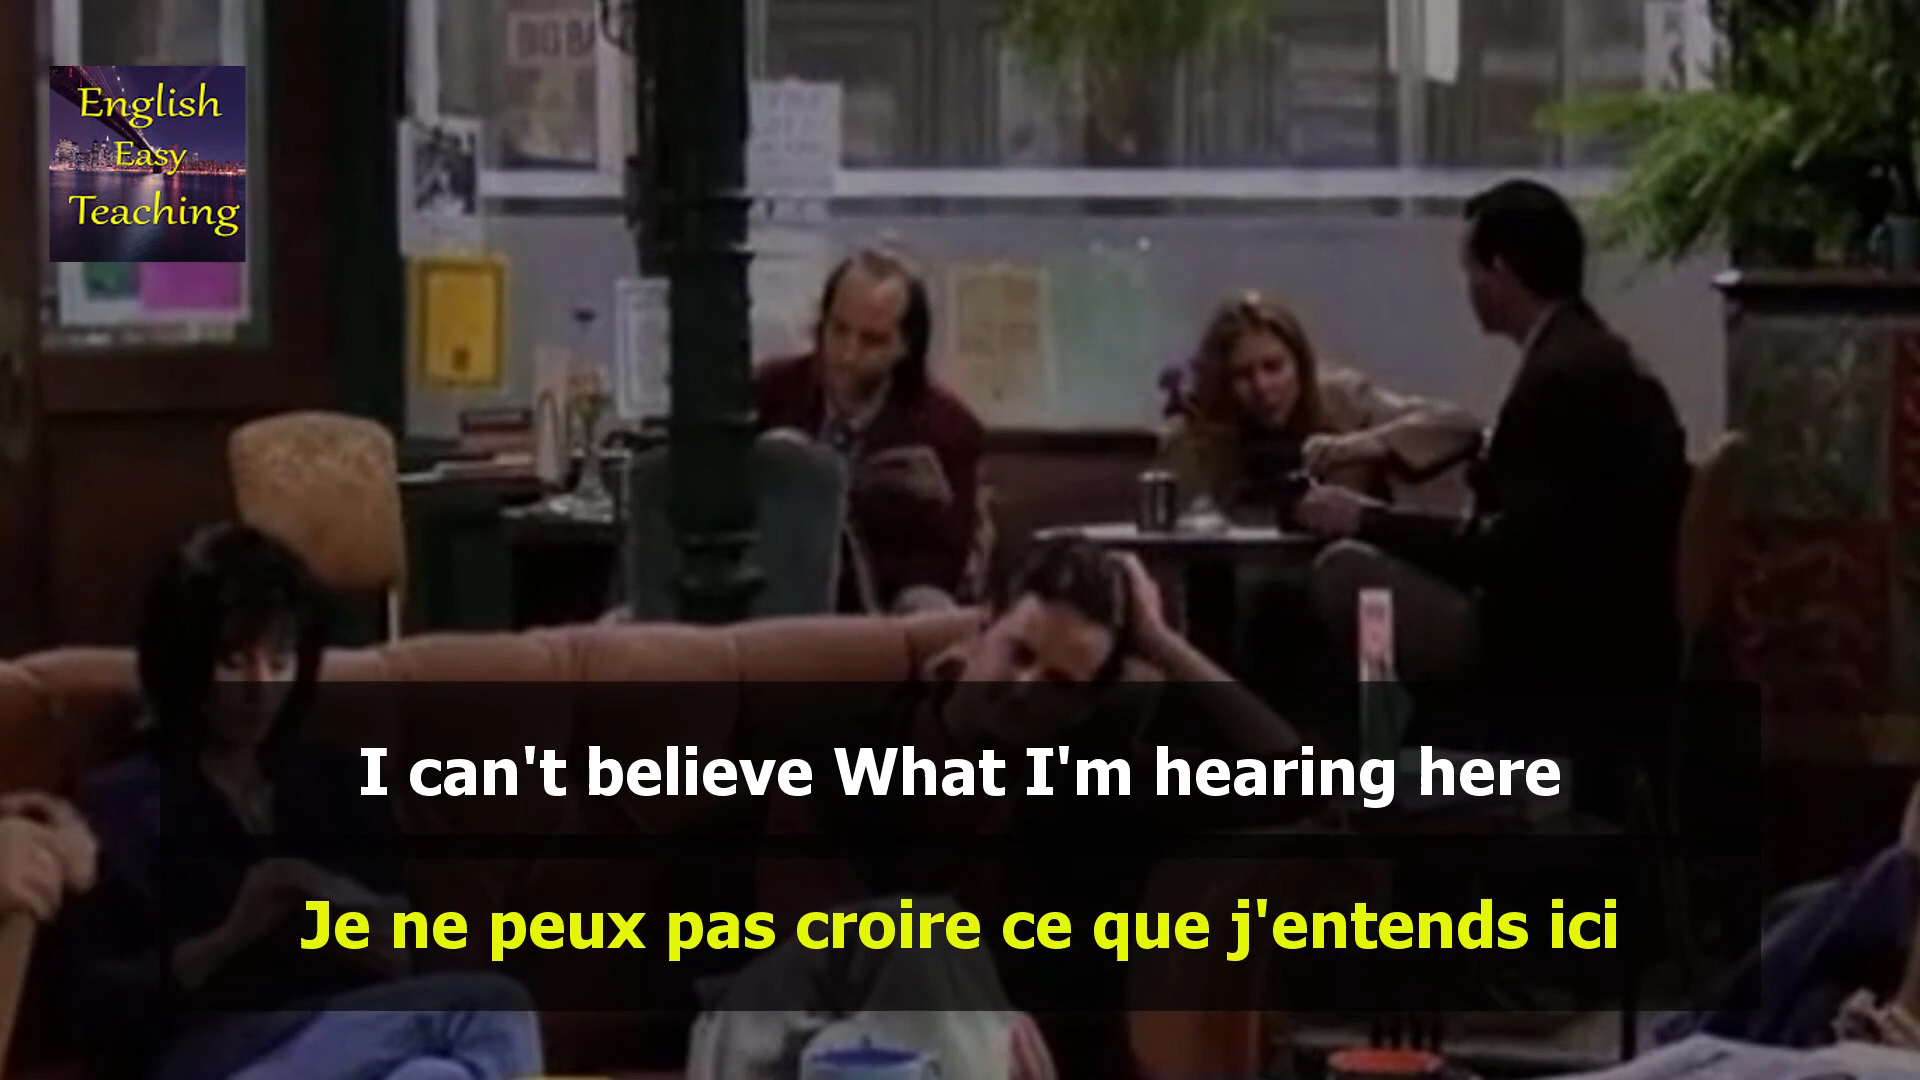 English
Easy
Teaching
I can't believe What I'm hearing here
Je ne peux pas croire ce que j'entends ici